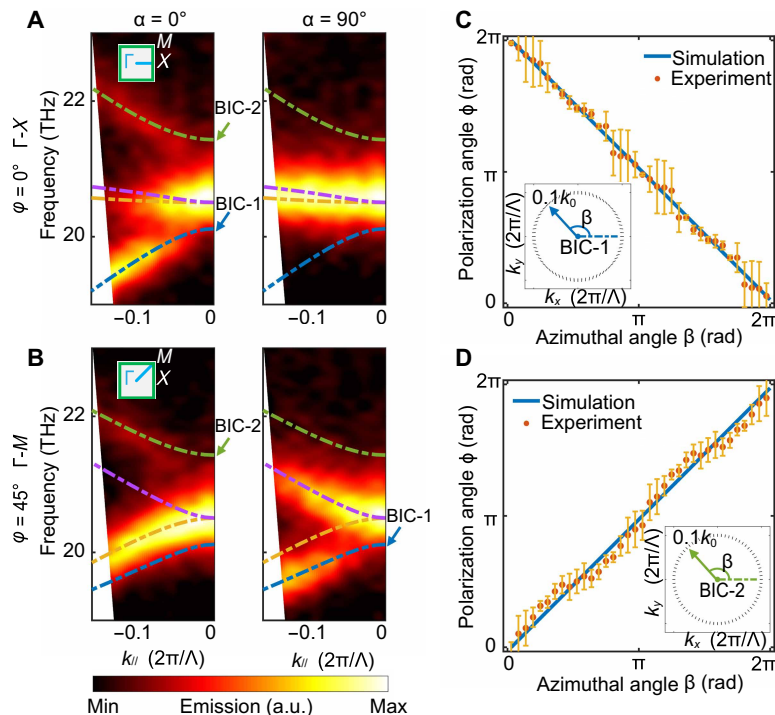 A
α = 0°
α = 90°
φ = 0° Γ-X
Frequency (THz)
22
20
Γ
M
X
BIC-2
BIC-1
−0.1
0
−0.1
0
B
φ = 45° Γ-M
Frequency (THz)
22
20
Γ
M
X
BIC-2
BIC-1
−0.1
0
−0.1
0
k// (2π/Λ)
k// (2π/Λ)
Min
Emission (a.u.)
Max
C
Polarization angle ϕ (rad)
2π
π
0
Simulation
Experiment
0.1k0
β
BIC-1
ky (2π/Λ)
kx (2π/Λ)
0
π
2π
Azimuthal angle β (rad)
D
Polarization angle ϕ (rad)
2π
π
0
Simulation
Experiment
0.1k0
β
BIC-2
ky (2π/Λ)
kx (2π/Λ)
0
π
2π
Azimuthal angle β (rad)